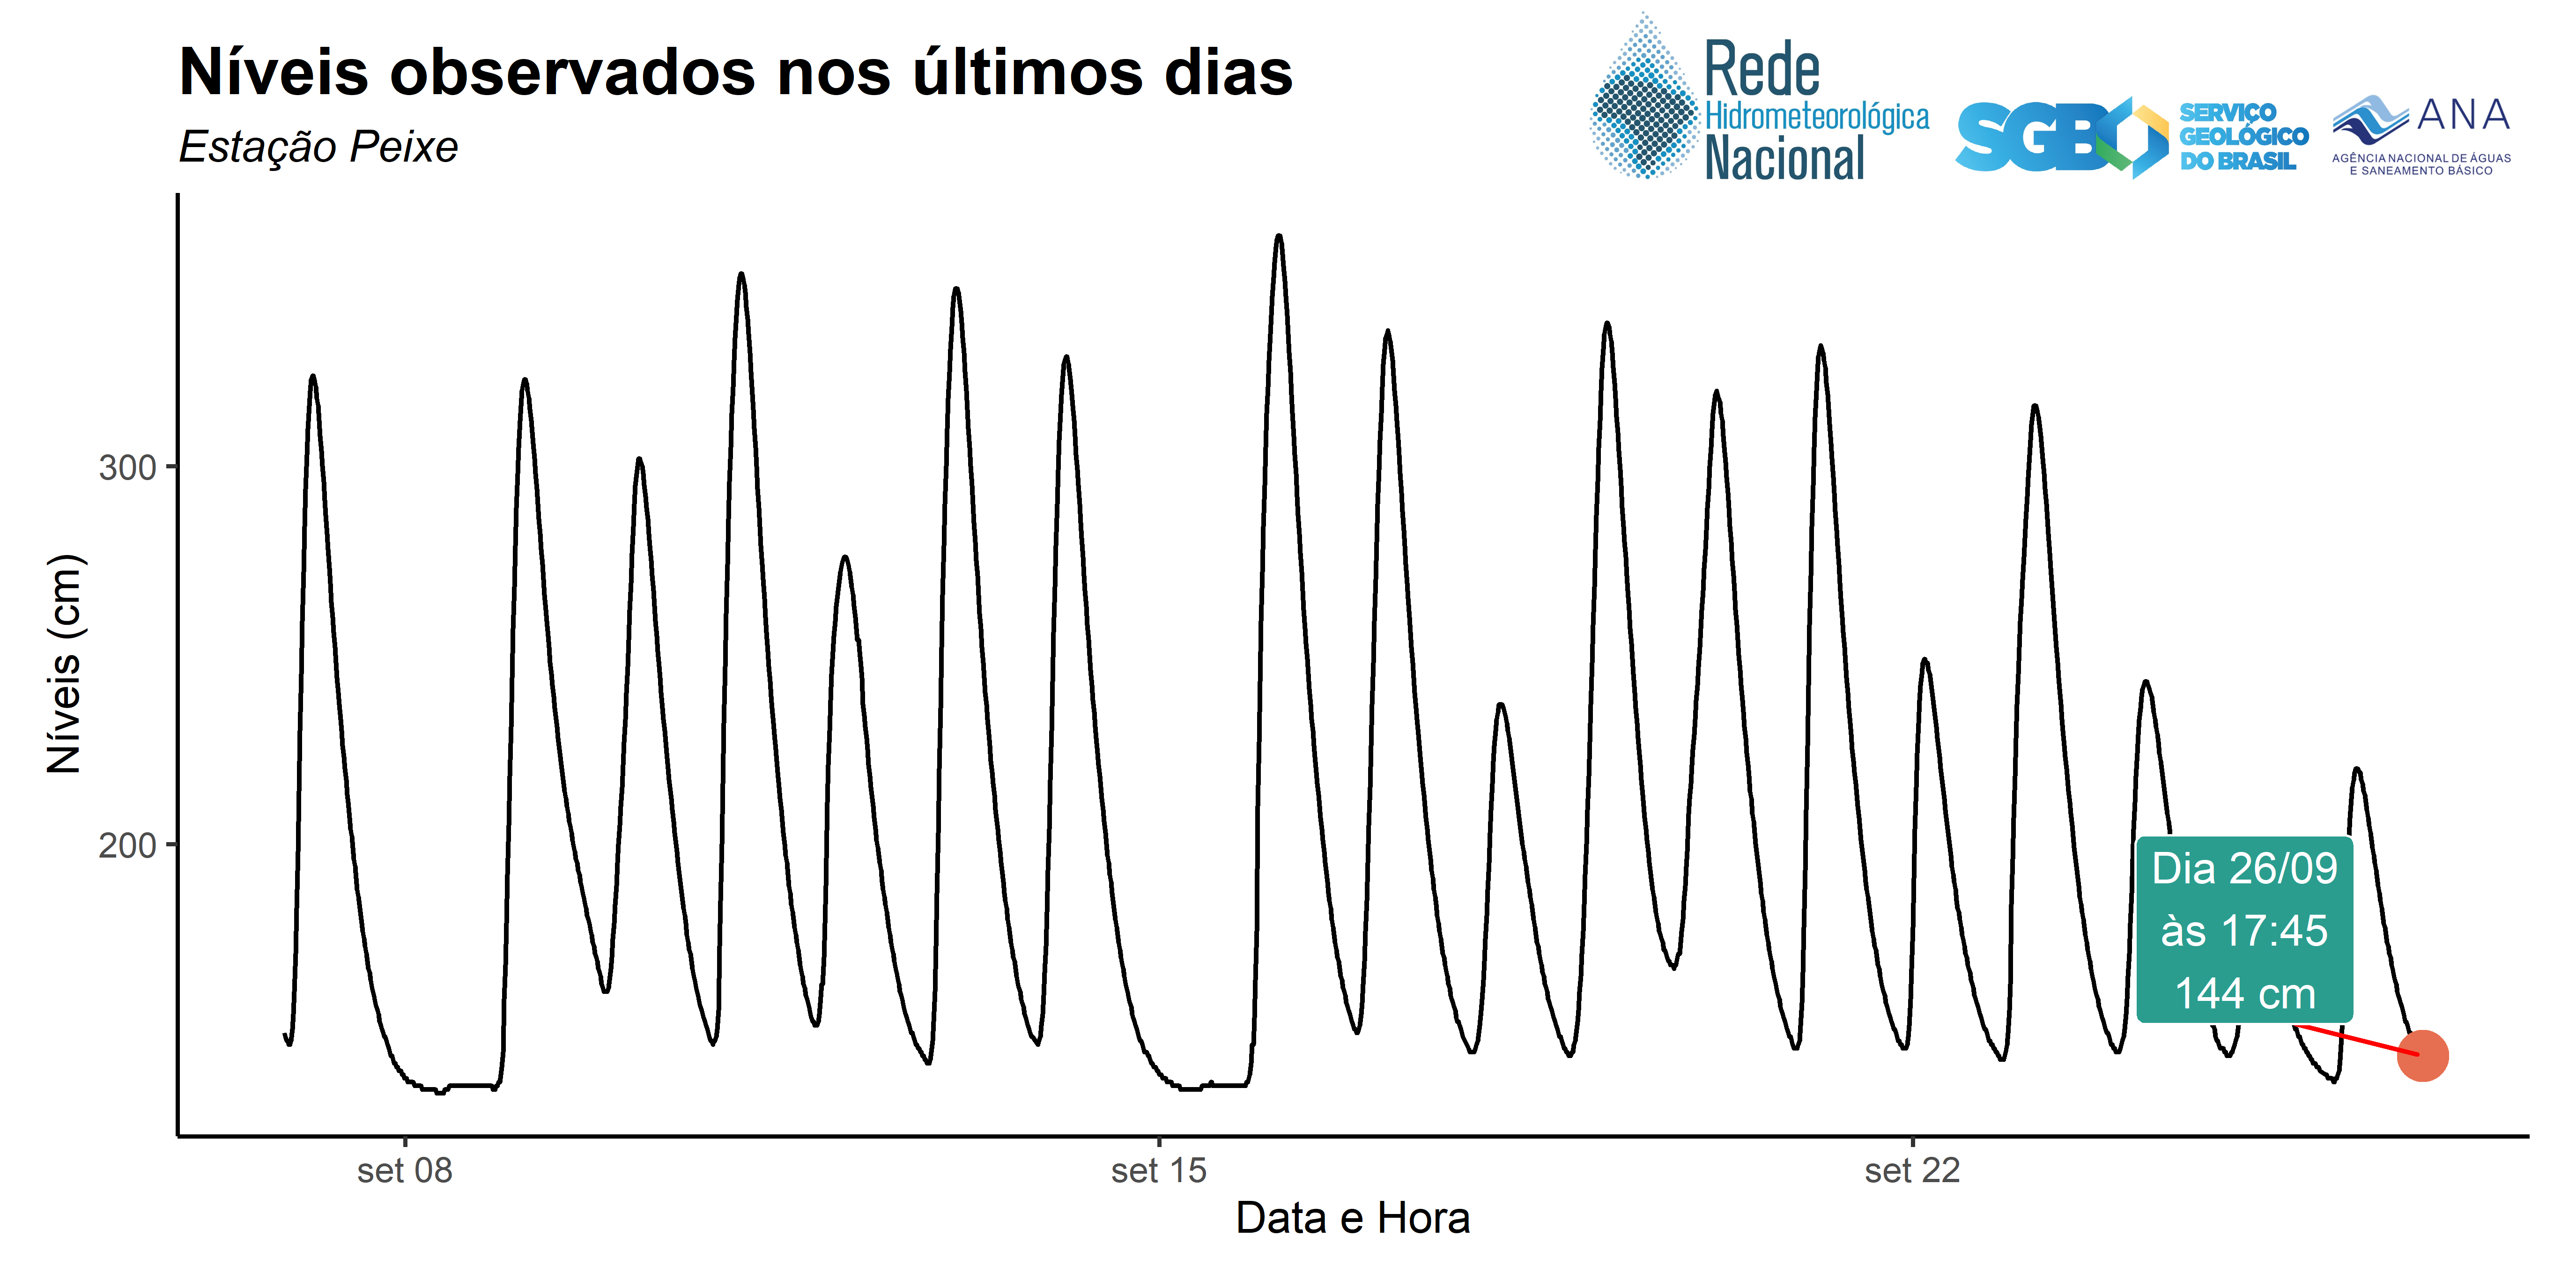 Níveis observados nos últimos dias
Estação Peixe
Rede
Hidrometeorológica
Nacional
SGB
SERVIÇO
GEOLÓGICO
DO BRASIL
ANA
AGÊNCIA NACIONAL DE ÁGUAS
E SANEAMENTO BÁSICO
Níveis (cm)
300
200
Dia 26/09
às 17:45
144 cm
set 08
set 15
set 22
Data e Hora